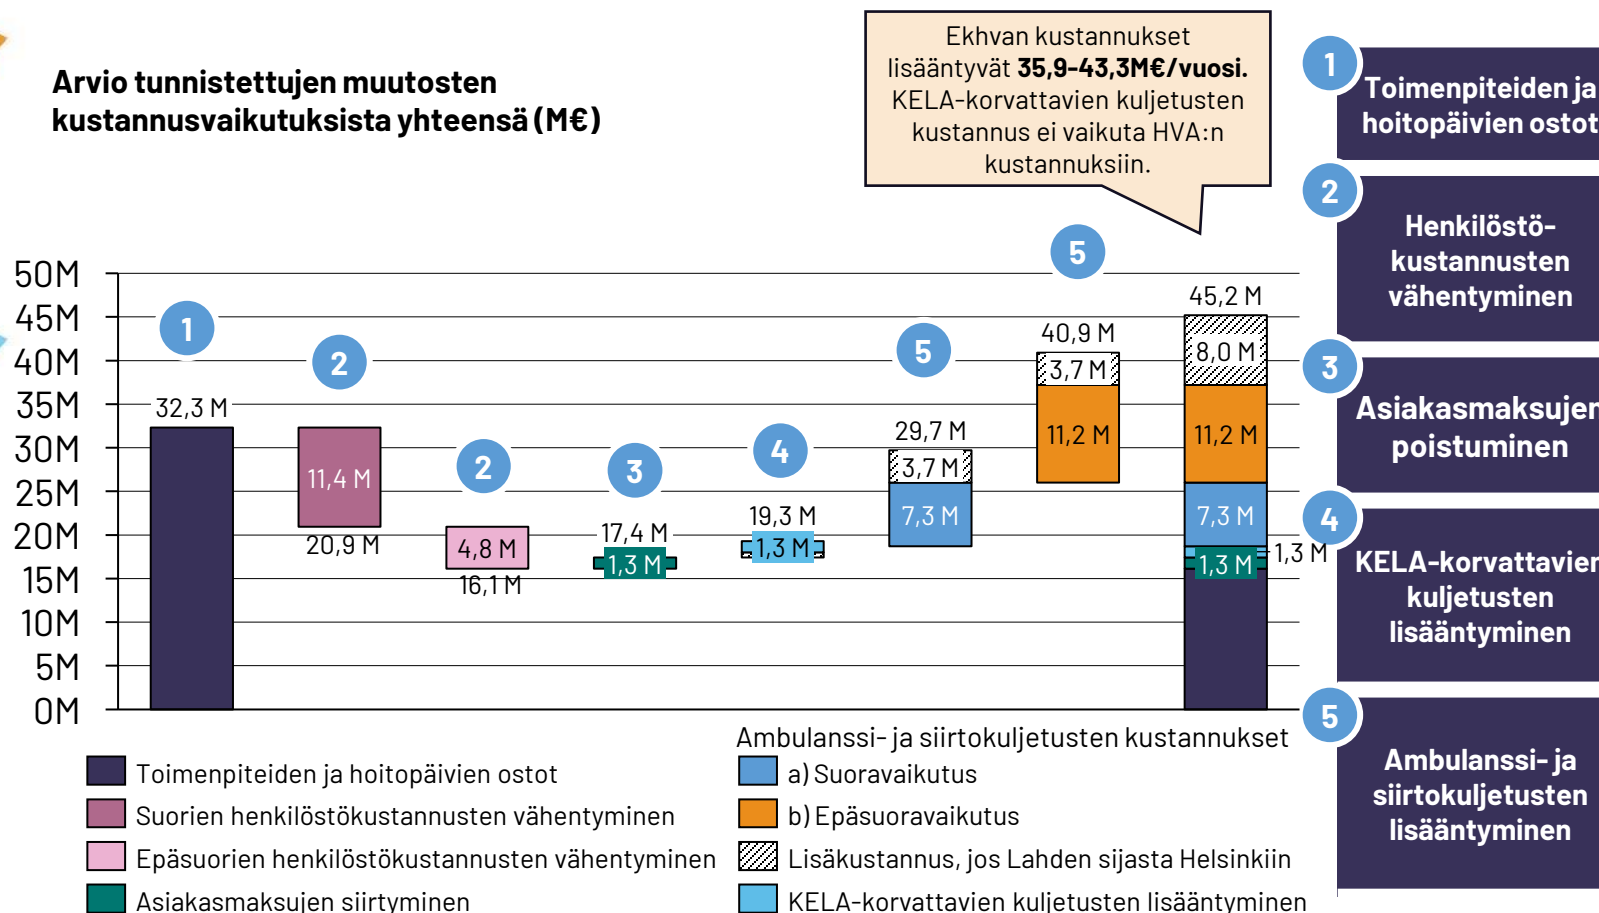 Arvio tunnistettujen muutosten
kustannusvaikutuksista yhteensä (M€)
Ekhvan kustannukset
lisääntyvät 35,9-43,3M€/vuosi.
KELA-korvattavien kuljetusten
kustannus ei vaikuta HVA:n
kustannuksiin.
50M
45M
40M
35M
30M
25M
20M
15M
10M
5M
0M
1
32,3 M
2
11,4 M
20,9 M
2
4,8 M
16,1 M
3
17,4 M
1,3 M
4
19,3 M
1,3 M
5
29,7 M
3,7 M
7,3 M
5
40,9 M
3,7 M
11,2 M
45,2 M
8,0 M
11,2 M
7,3 M
1,3 M
1,3 M
Toimenpiteiden ja hoitopäivien ostot
Suorien henkilöstökustannusten vähentyminen
Epäsuorien henkilöstökustannusten vähentyminen
Asiakasmaksujen siirtyminen
Ambulanssi- ja siirtokuljetusten kustannukset
a) Suoravaikutus
b) Epäsuoravaikutus
Lisäkustannus, jos Lahden sijasta Helsinkiin
KELA-korvattavien kuljetusten lisääntyminen
1
Toimenpiteiden ja
hoitopäivien ostot
2
Henkilöstö-
kustannusten
vähentyminen
3
Asiakasmaksujen
poistuminen
4
KELA-korvattavien
kuljetusten
lisääntyminen
5
Ambulanssi- ja
siirtokuljetusten
lisääntyminen